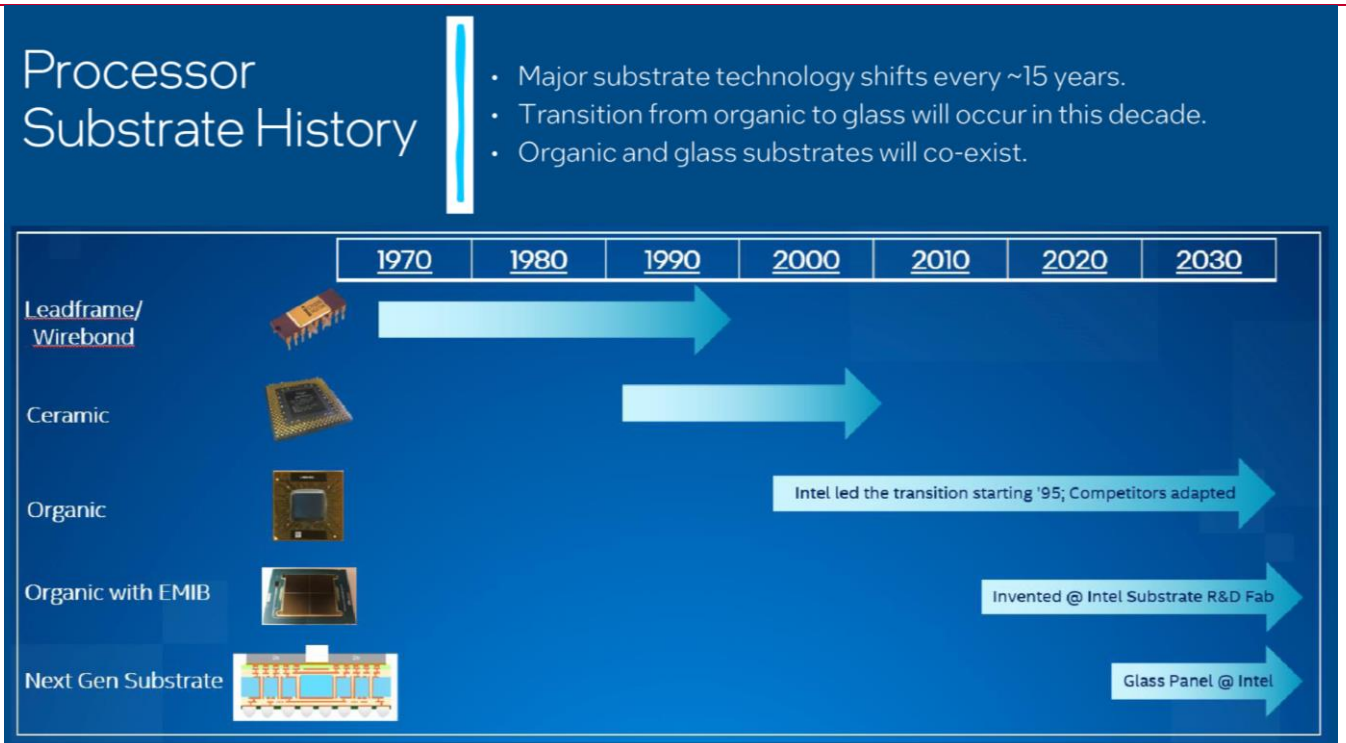 Processor
Substrate History
• Major substrate technology shifts every ~15 years.
• Transition from organic to glass will occur in this decade.
• Organic and glass substrates will co-exist.
1970 1980 1990 2000 2010 2020 2030
Leadframe/
Wirebond
Ceramic
Organic
Intel led the transition starting '95; Competitors adapted
Organic with EMIB
Invented @ Intel Substrate R&D Fab
Next Gen Substrate
Glass Panel @ Intel